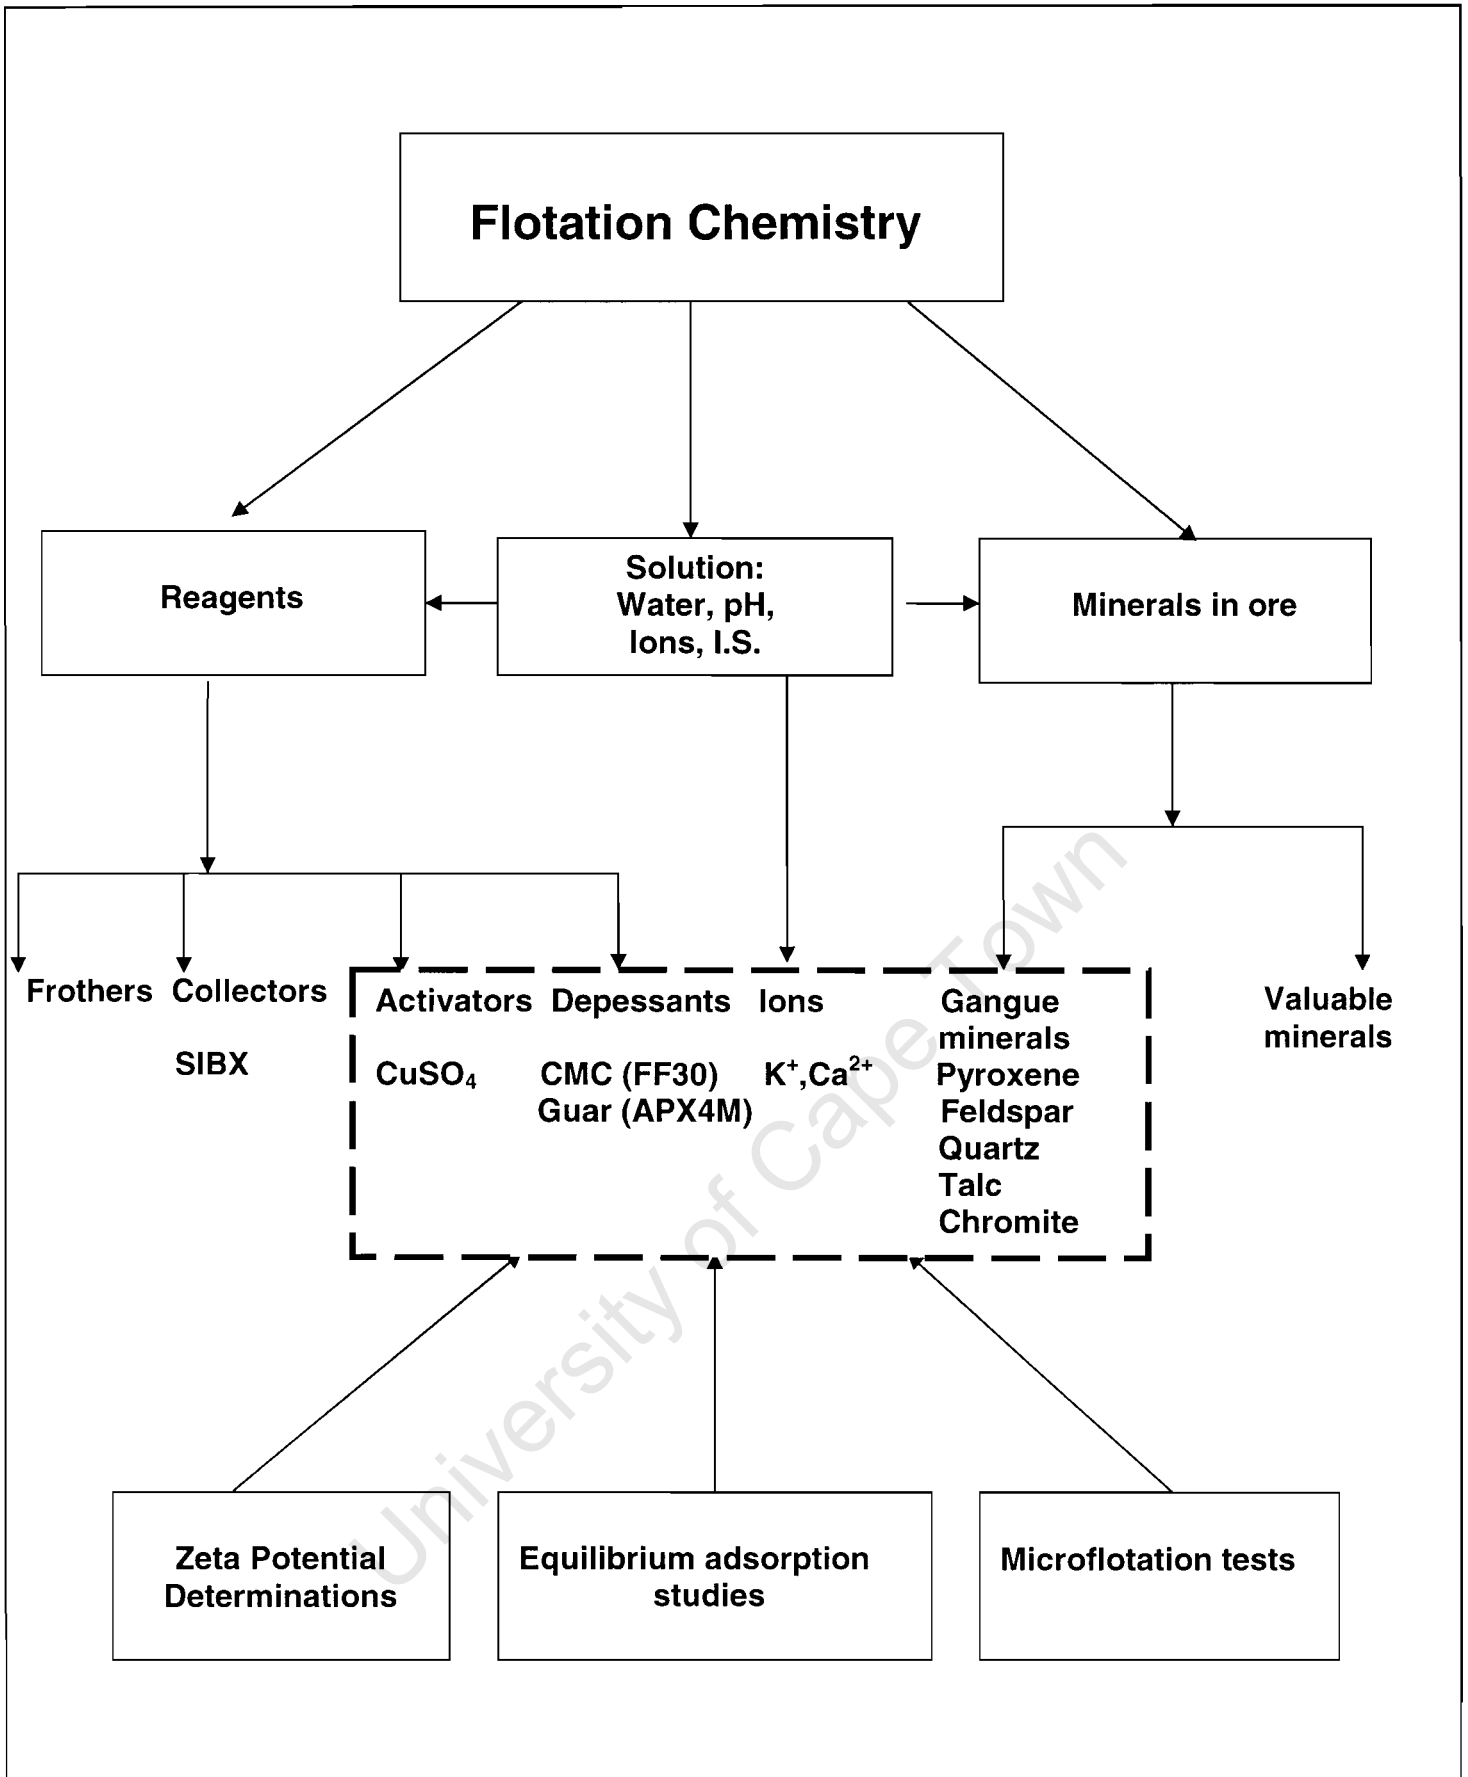 Flotation Chemistry
Reagents
Solution:
Water, pH,
Ions, I.S.
Minerals in ore
Frothers
Collectors
SIBX
Activators
CuSO₄
Depessants
CMC (FF30)
Guar (APX4M)
Ions
K⁺,Ca²⁺
Gangue
minerals
Pyroxene
Feldspar
Quartz
Talc
Chromite
Valuable
minerals
Zeta Potential
Determinations
Equilibrium adsorption
studies
Microflotation tests
University of Cape Town